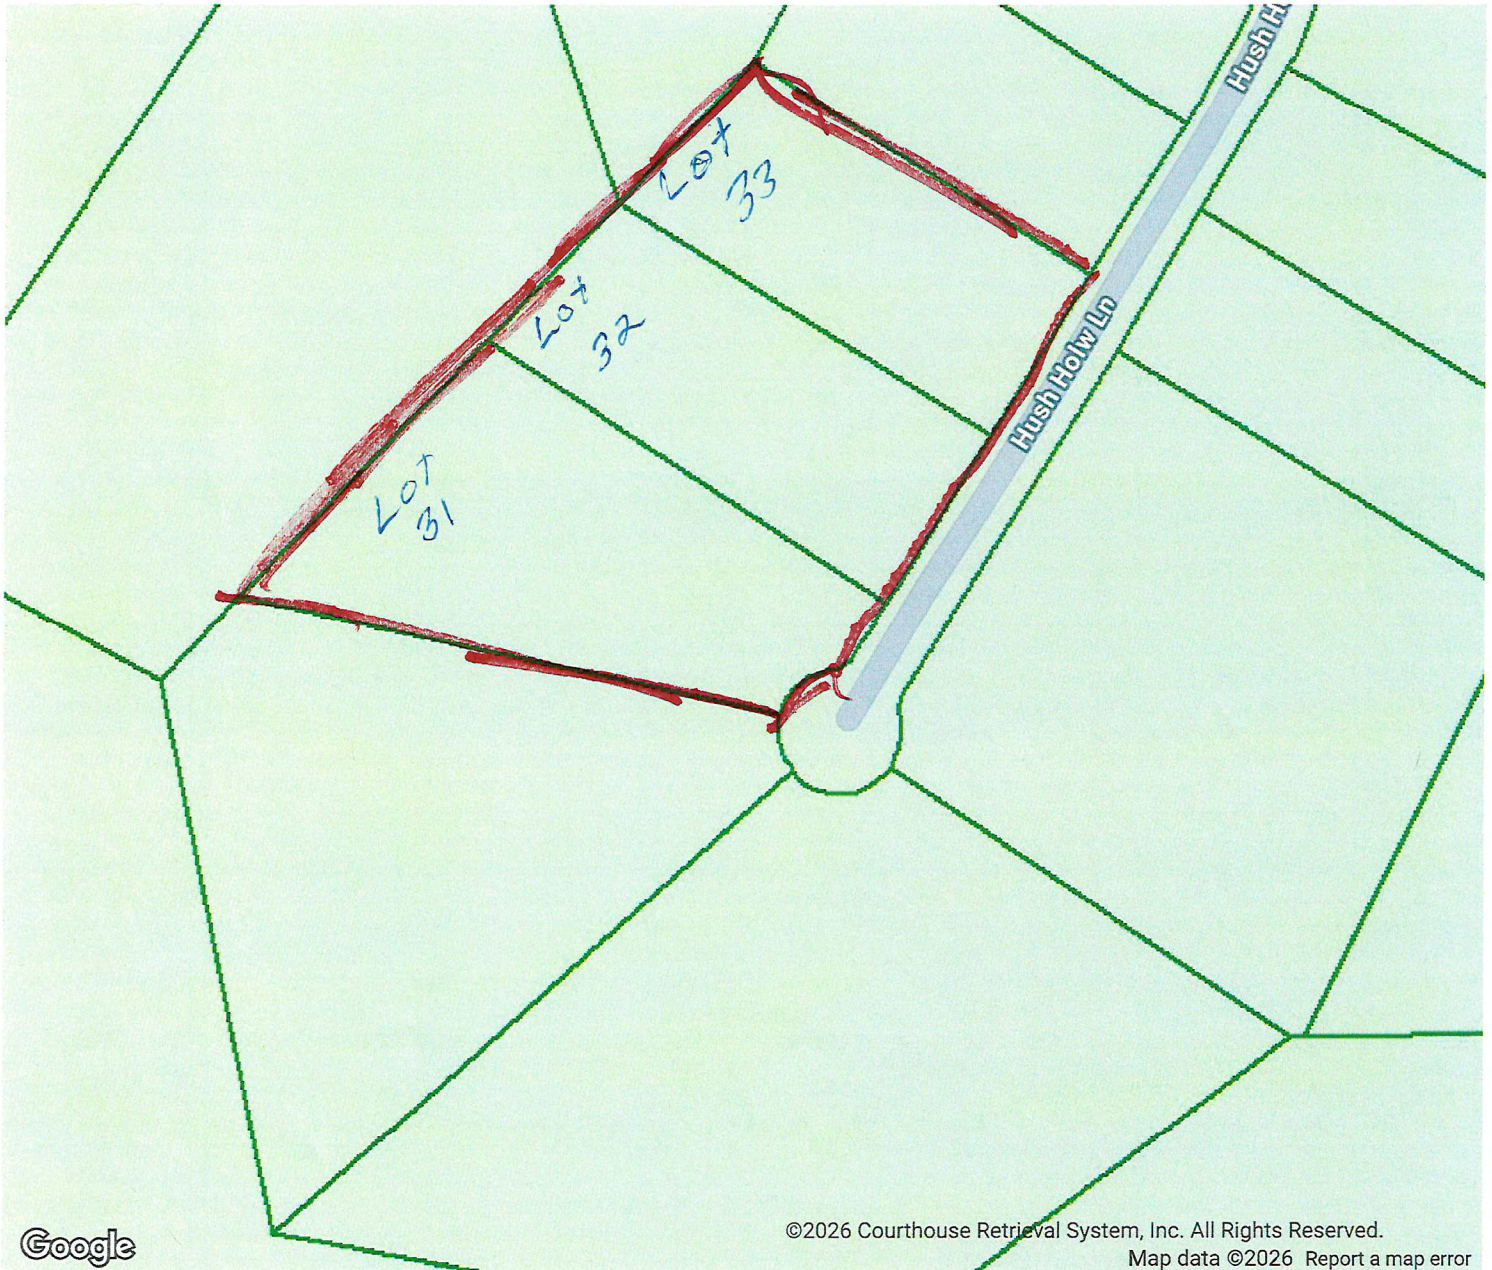 Hush H
Lot
33
Lot
32
Hush Holw Ln
Lot
31
Google
©2026 Courthouse Retrieval System, Inc. All Rights Reserved.
Map data ©2026 Report a map error